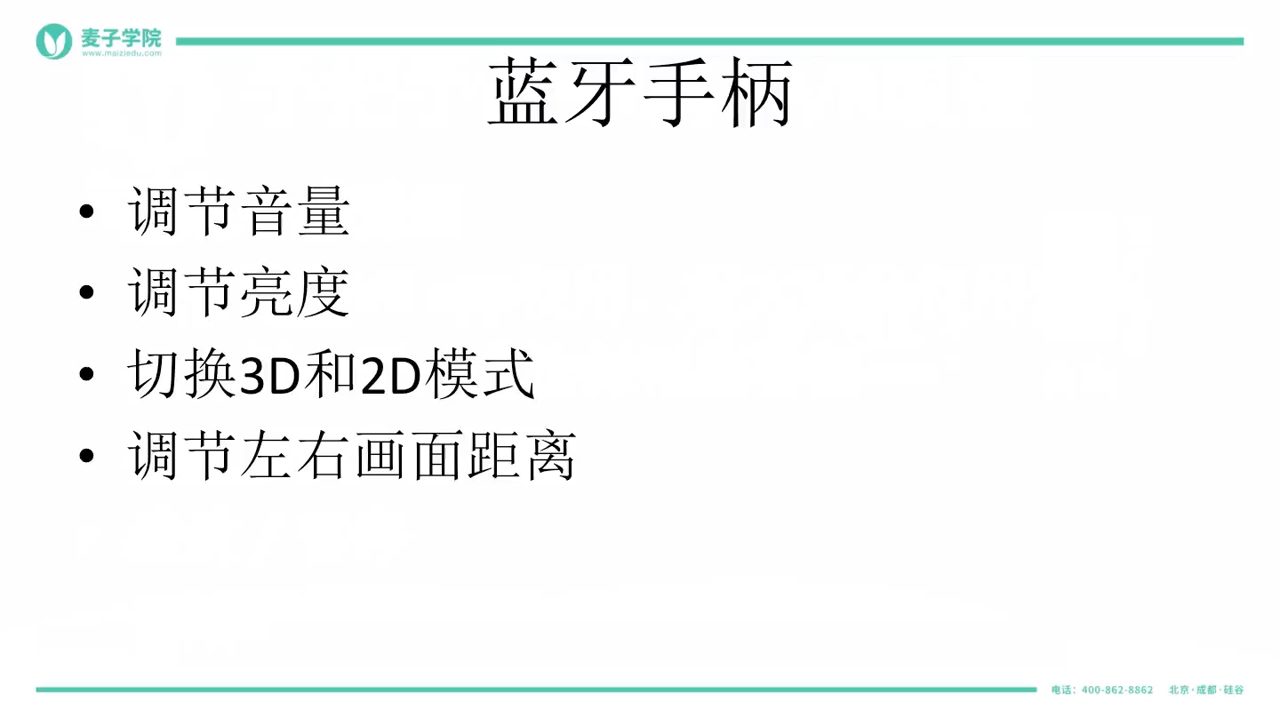 麦子学院
www.maiziedu.com
蓝牙手柄
• 调节音量
• 调节亮度
• 切换3D和2D模式
• 调节左右画面距离
电话：400-862-8862 北京·成都·硅谷